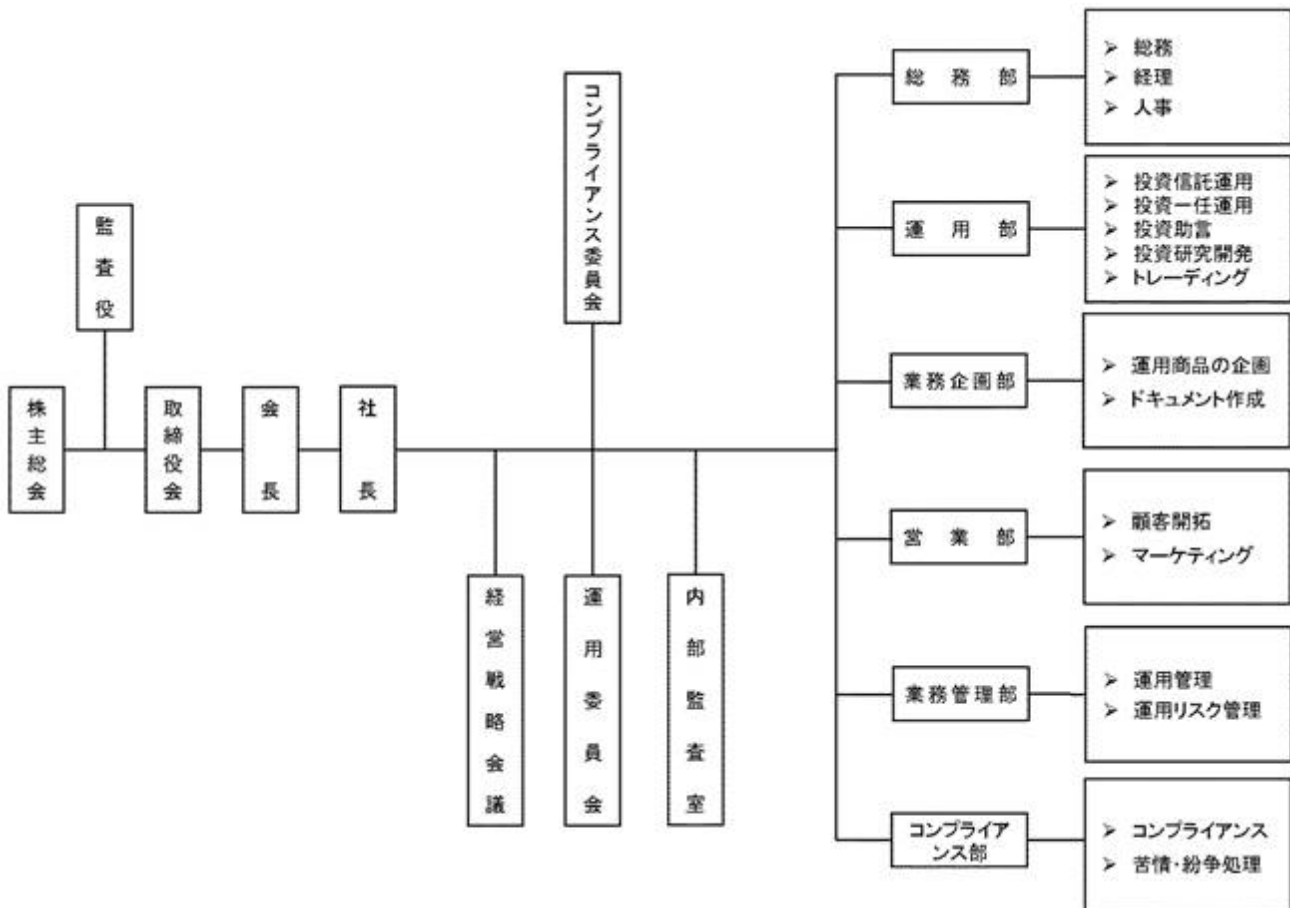 株主総会
監査役
取締役会
会長
社長
コンプライアンス委員会
経営戦略会議
運用委員会
内部監査室
総務部
➢ 総務
➢ 経理
➢ 人事
運用部
➢ 投資信託運用
➢ 投資一任運用
➢ 投資助言
➢ 投資研究開発
➢ トレーディング
業務企画部
➢ 運用商品の企画
➢ ドキュメント作成
営業部
➢ 顧客開拓
➢ マーケティング
業務管理部
➢ 運用管理
➢ 運用リスク管理
コンプライア
ンス部
➢ コンプライアンス
➢ 苦情・紛争処理